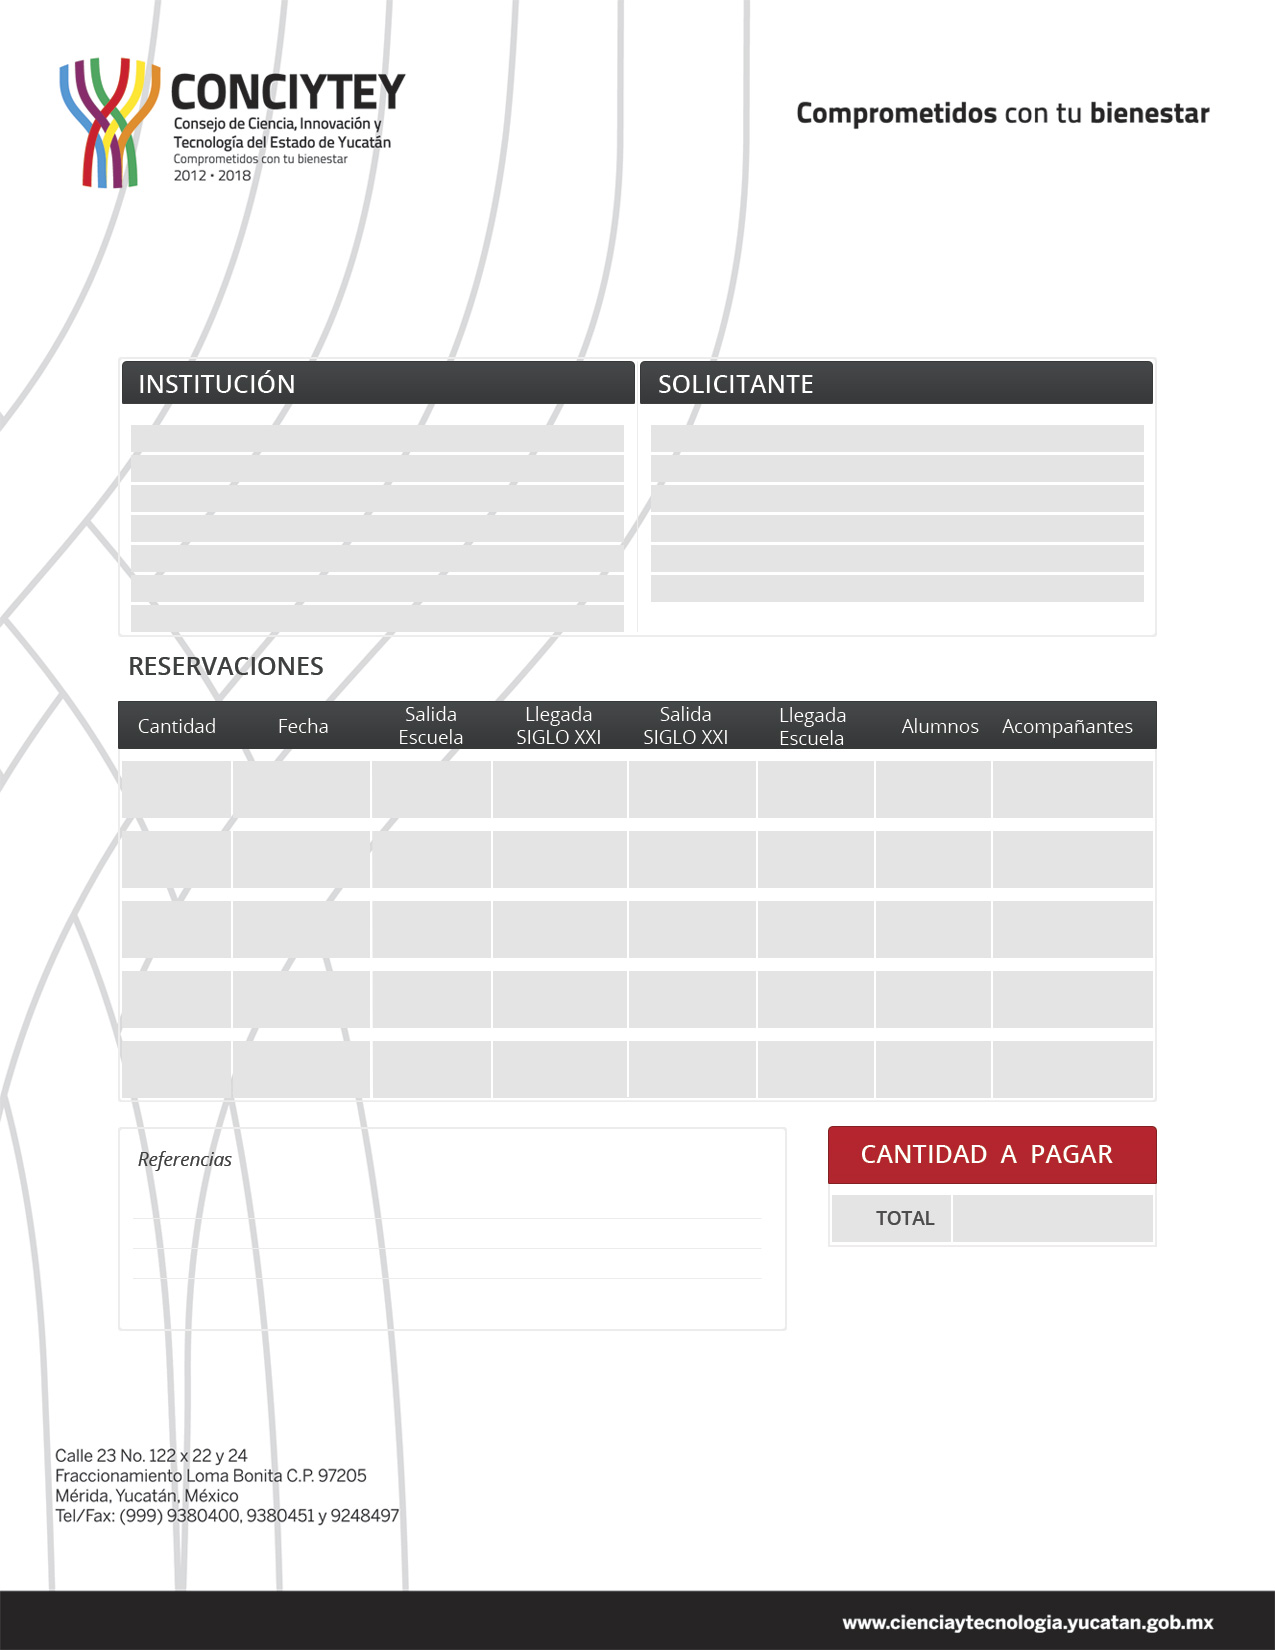 CONCIYTEY
Consejo de Ciencia, Innovación y
Tecnología del Estado de Yucatán
Comprometidos con tu bienestar
2012 • 2018
Comprometidos con tu bienestar
INSTITUCIÓN
SOLICITANTE
RESERVACIONES
Cantidad
Fecha
Salida
Escuela
Llegada
SIGLO XXI
Salida
SIGLO XXI
Llegada
Escuela
Alumnos
Acompañantes
Referencias
CANTIDAD A PAGAR
TOTAL
Calle 23 No. 122 x 22 y 24
Fraccionamiento Loma Bonita C.P. 97205
Mérida, Yucatán, México
Tel/Fax: (999) 9380400, 9380451 y 9248497
www.cienciaytecnologia.yucatan.gob.mx